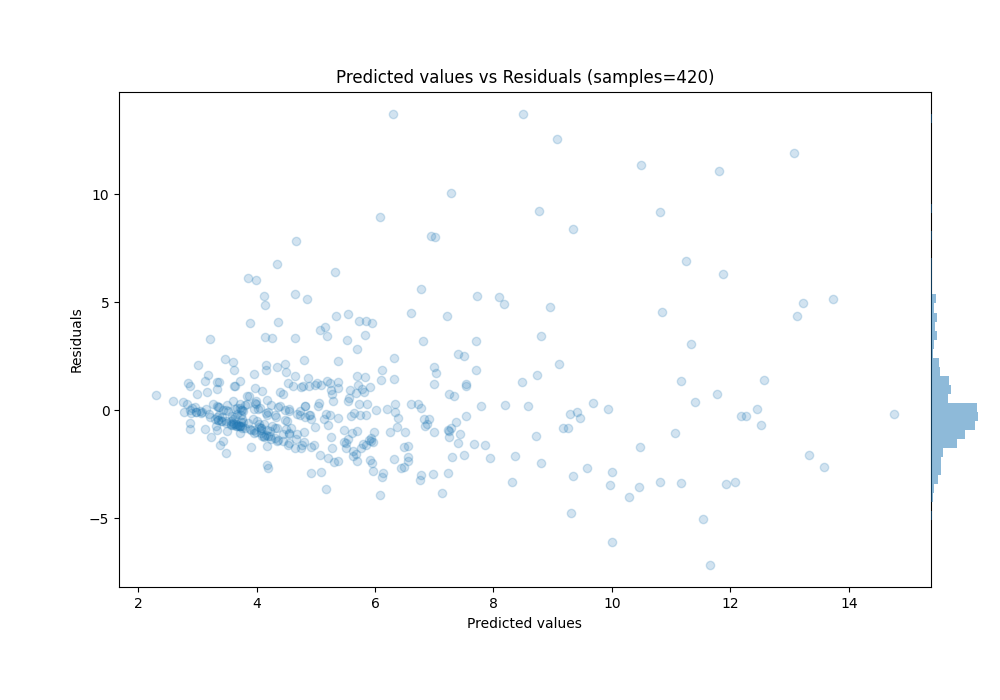 Predicted values vs Residuals (samples=420)
10
5
0
−5
Residuals
2 4 6 8 10 12 14
Predicted values